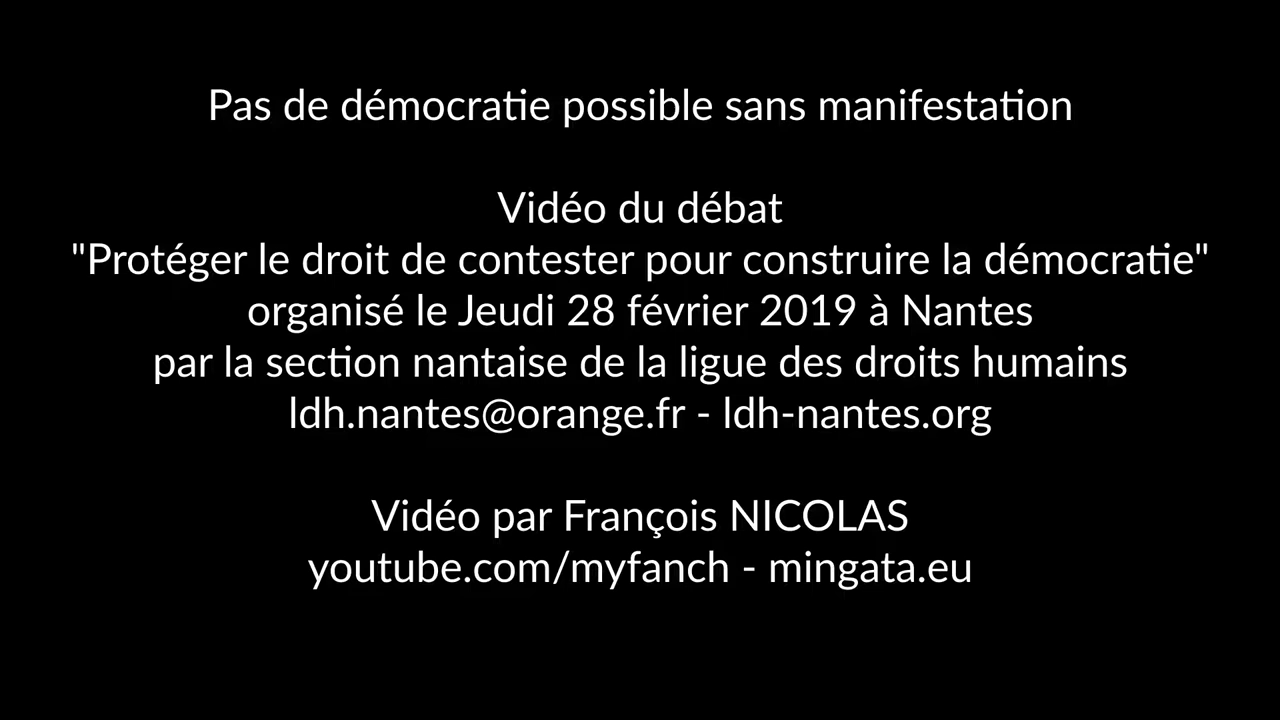 Pas de démocratie possible sans manifestation
Vidéo du débat
"Protéger le droit de contester pour construire la démocratie"
organisé le Jeudi 28 février 2019 à Nantes
par la section nantaise de la ligue des droits humains
ldh.nantes@orange.fr - ldh-nantes.org
Vidéo par François NICOLAS
youtube.com/myfanch - mingata.eu